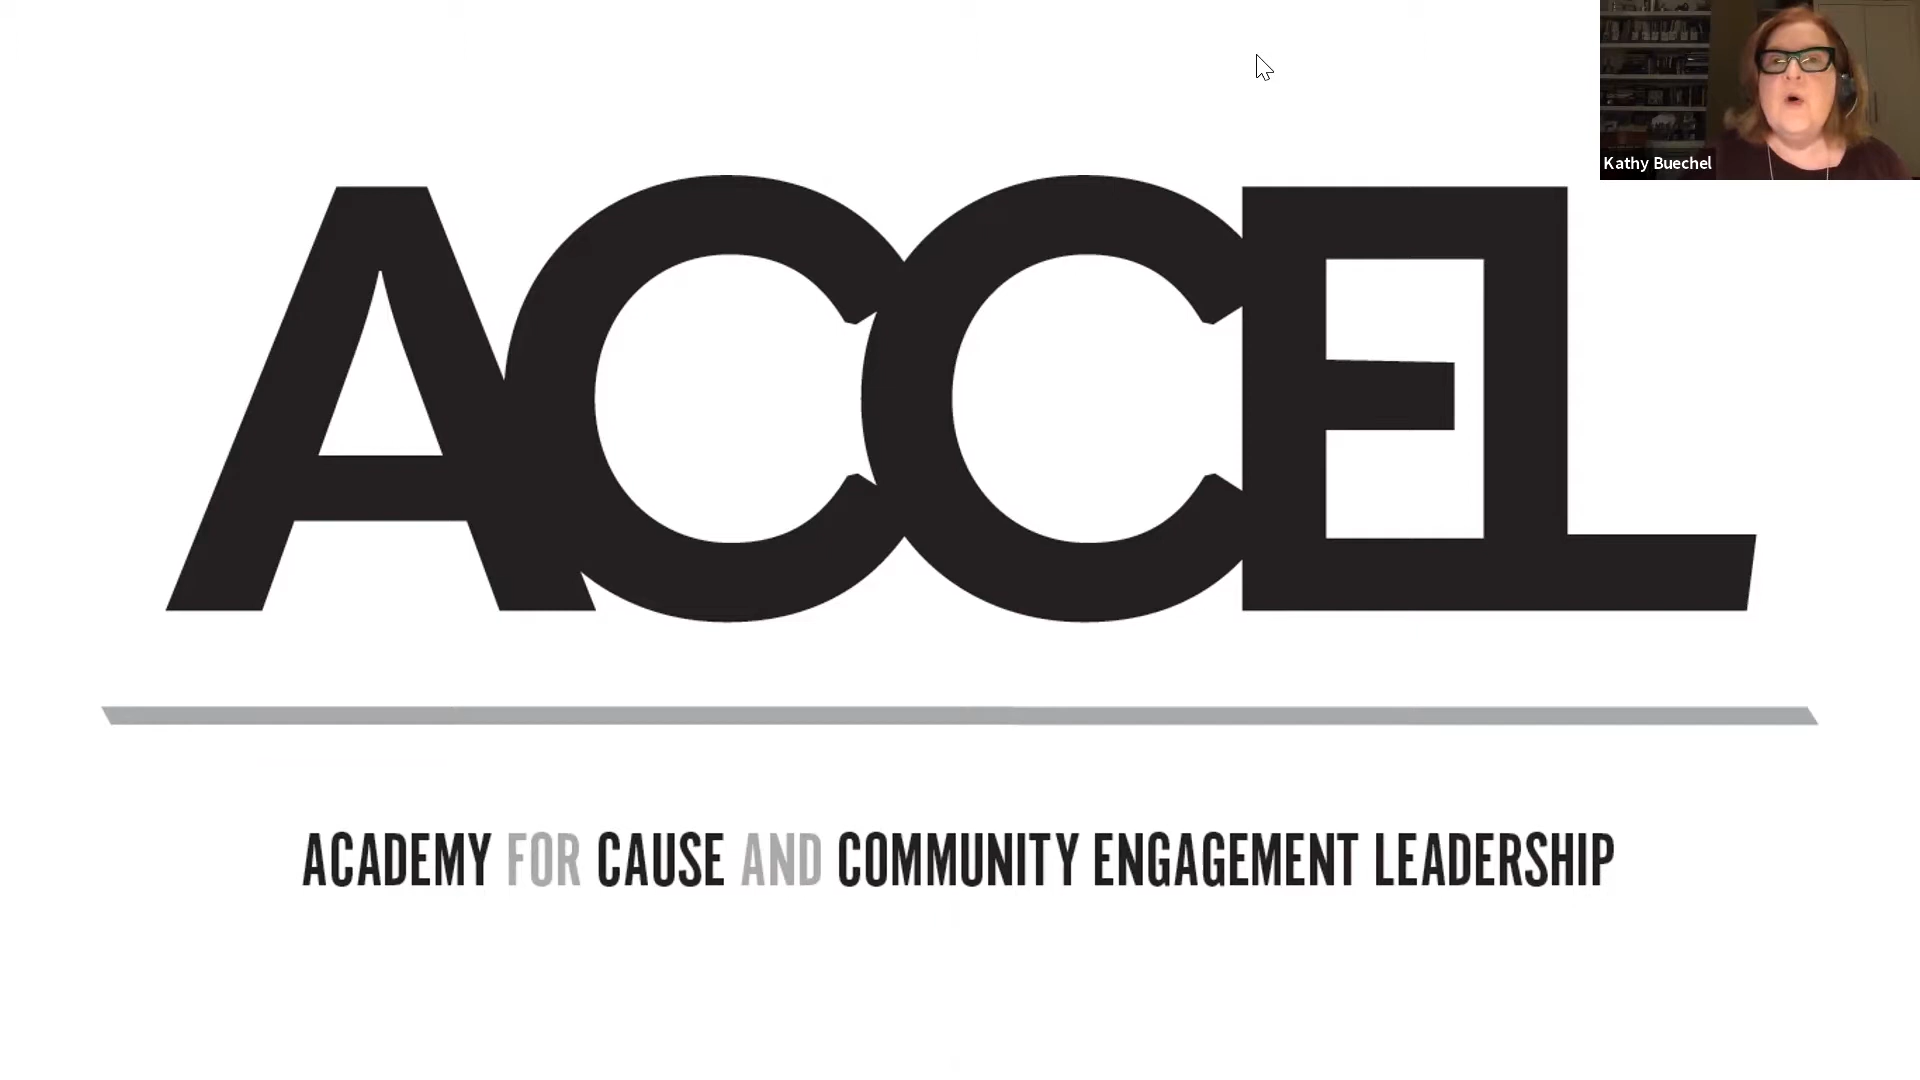 Kathy Buechel
ACCEL
ACADEMY FOR CAUSE AND COMMUNITY ENGAGEMENT LEADERSHIP